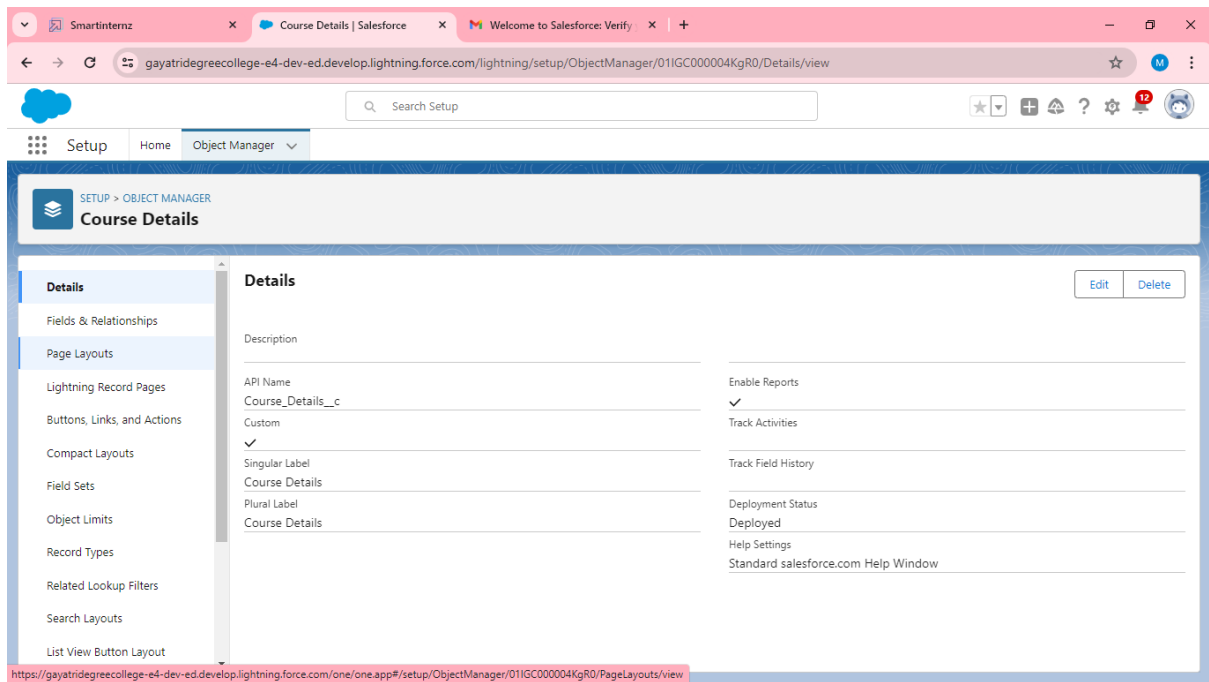 Smartinternz
Course Details | Salesforce
Welcome to Salesforce: Verify
gayatridegreecollege-e4-dev-ed.develop.lightning.force.com/lightning/setup/ObjectManager/01IGC000004KgR0/Details/view
M
Search Setup
12
Setup
Home
Object Manager
SETUP > OBJECT MANAGER
Course Details
Details
Fields & Relationships
Page Layouts
Lightning Record Pages
Buttons, Links, and Actions
Compact Layouts
Field Sets
Object Limits
Record Types
Related Lookup Filters
Search Layouts
List View Button Layout
Details
Edit
Delete
Description
API Name
Course_Details__c
Custom
Singular Label
Course Details
Plural Label
Course Details
Enable Reports
Track Activities
Track Field History
Deployment Status
Deployed
Help Settings
Standard salesforce.com Help Window
https://gayatridegreecollege-e4-dev-ed.develop.lightning.force.com/one/one.app#/setup/ObjectManager/01IGC000004KgR0/PageLayouts/view